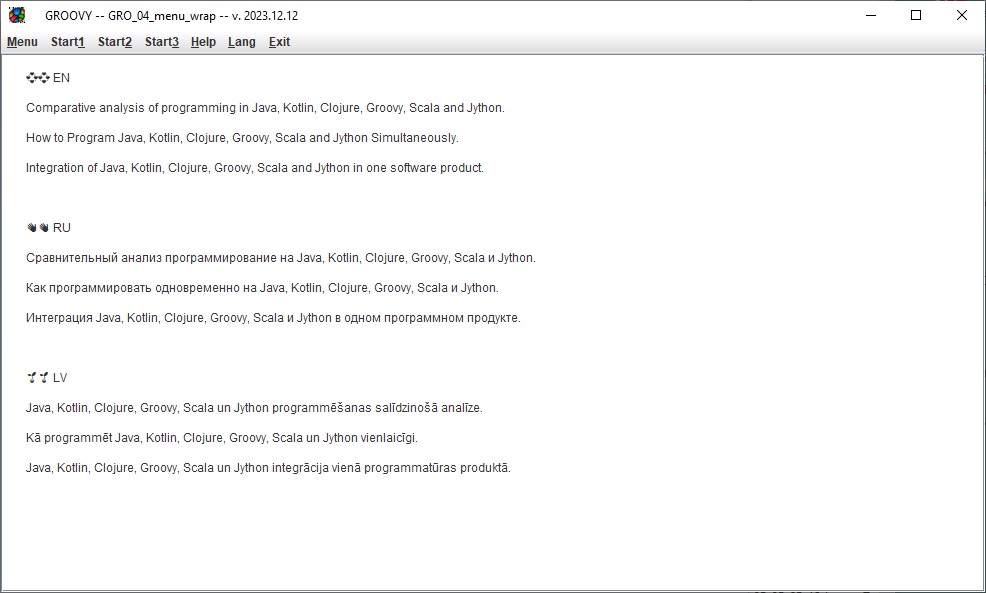 GROOVY -- GRO_04_menu_wrap -- v. 2023.12.12
Menu Start1 Start2 Start3 Help Lang Exit
EN
Comparative analysis of programming in Java, Kotlin, Clojure, Groovy, Scala and Jython.
How to Program Java, Kotlin, Clojure, Groovy, Scala and Jython Simultaneously.
Integration of Java, Kotlin, Clojure, Groovy, Scala and Jython in one software product.
RU
Сравнительный анализ программирование на Java, Kotlin, Clojure, Groovy, Scala и Jython.
Как программировать одновременно на Java, Kotlin, Clojure, Groovy, Scala и Jython.
Интеграция Java, Kotlin, Clojure, Groovy, Scala и Jython в одном программном продукте.
LV
Java, Kotlin, Clojure, Groovy, Scala un Jython programmēšanas salīdzinošā analīze.
Kā programmēt Java, Kotlin, Clojure, Groovy, Scala un Jython vienlaicīgi.
Java, Kotlin, Clojure, Groovy, Scala un Jython integrācija vienā programmatūras produktā.